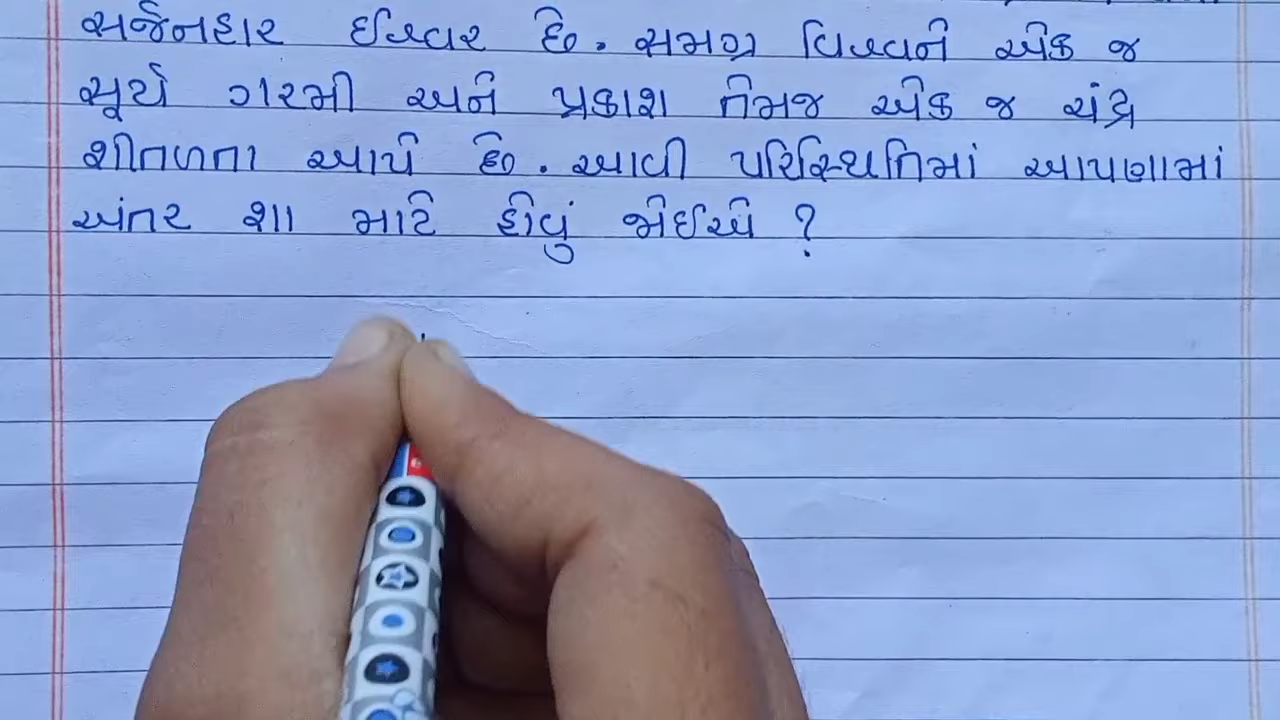 સર્જનહાર ઈશ્વર છે. સમગ્ર વિશ્વને એક જ
સૂર્ય ગરમી અને પ્રકાશ તેમજ એક જ ચંદ્ર
શીતળતા આપે છે. આવી પરિસ્થિતિમાં આપણામાં
અંતર શા માટે હોવું જોઈએ ?